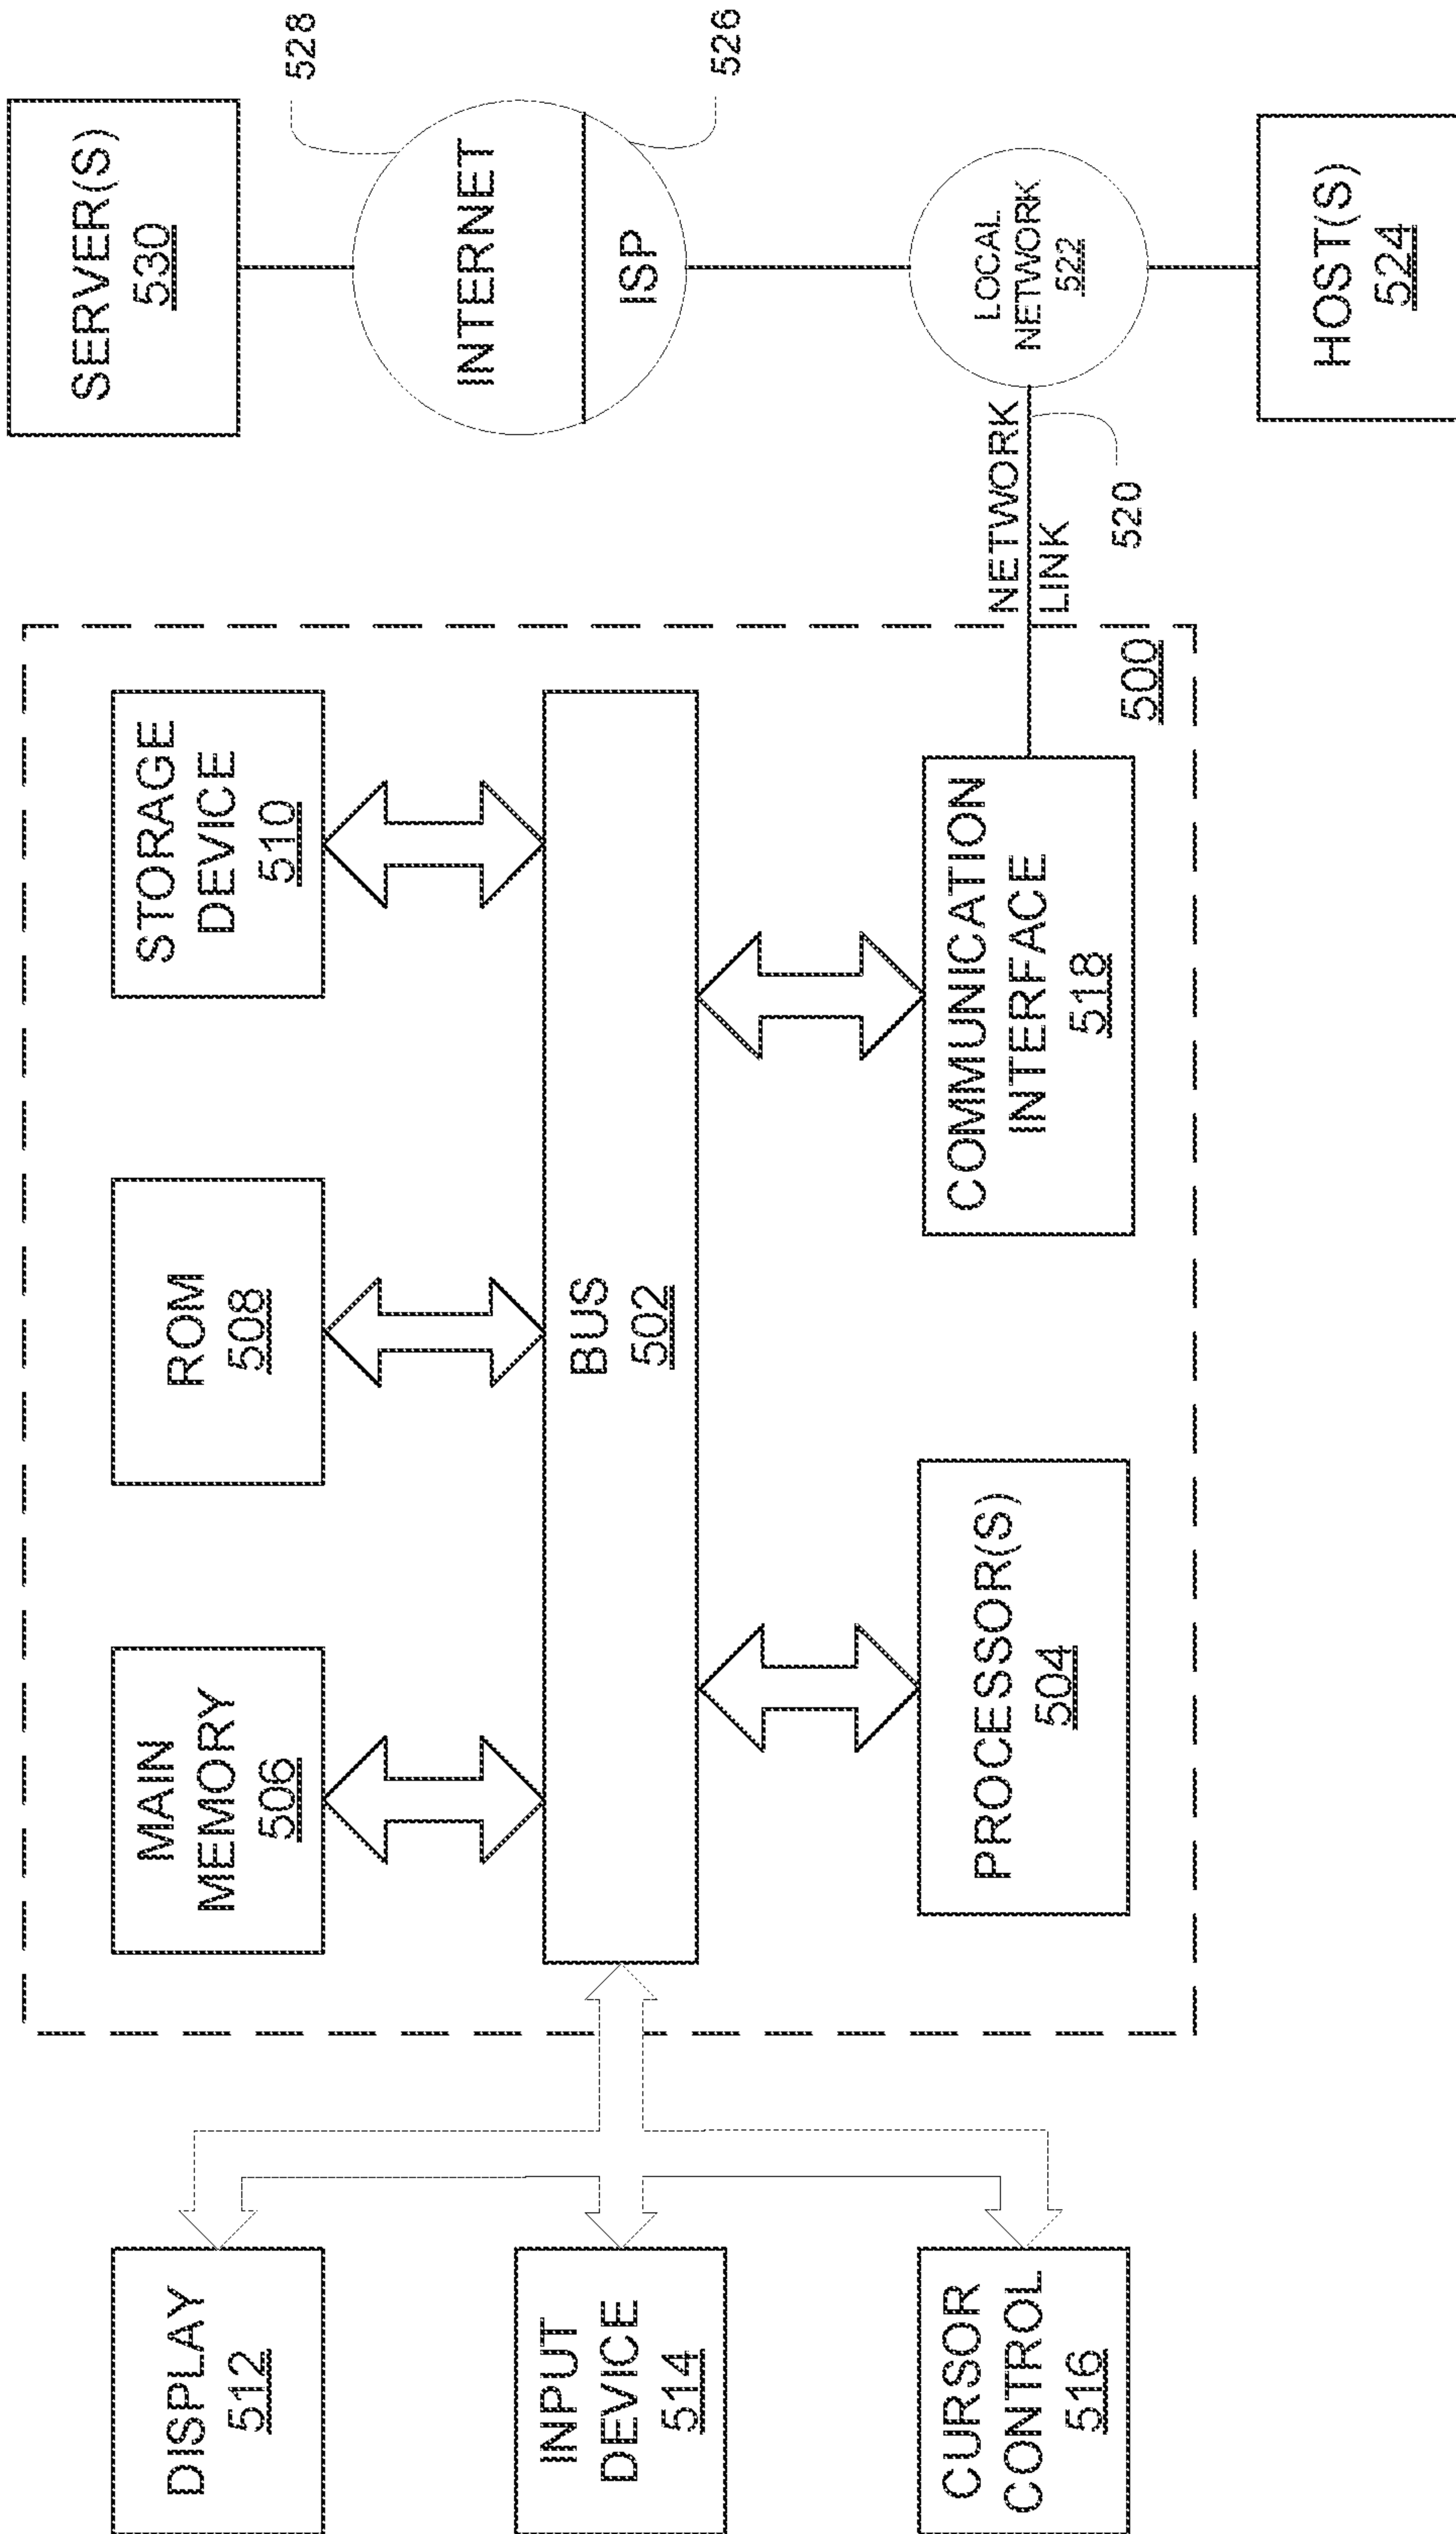 DISPLAY
512
INPUT
DEVICE
514
CURSOR
CONTROL
516
MAIN
MEMORY
506
ROM
508
STORAGE
DEVICE
510
BUS
502
PROCESSOR(S)
504
COMMUNICATION
INTERFACE
518
500
NETWORK
LINK
520
SERVER(S)
530
528
INTERNET
ISP
526
LOCAL
NETWORK
522
HOST(S)
524